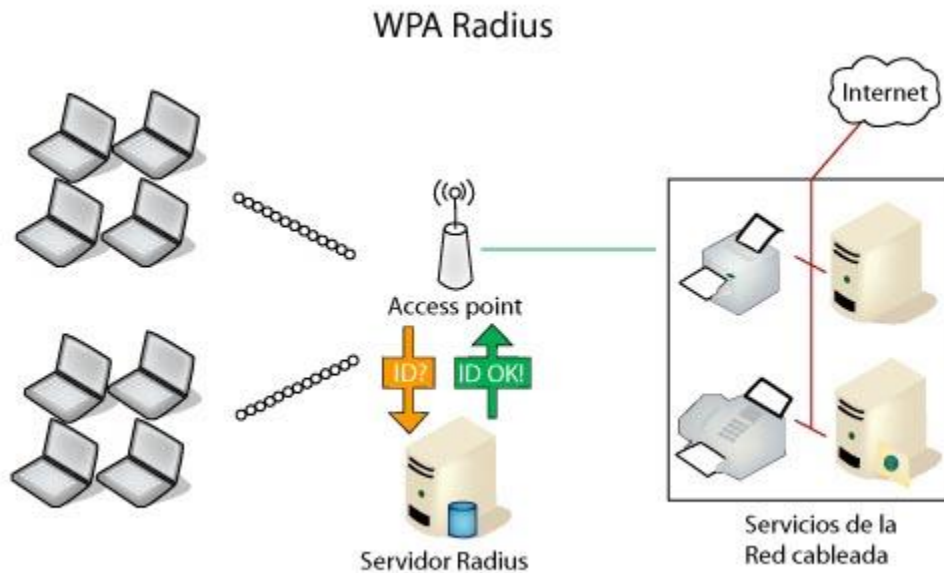 WPA Radius
Internet
Access point
ID?
ID OK!
Servidor Radius
Servicios de la
Red cableada